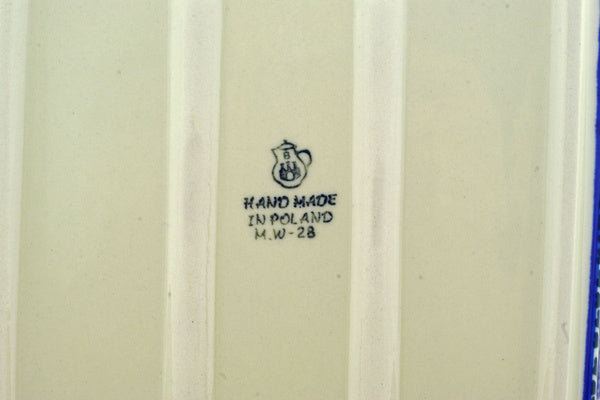 B
HAND MADE
IN POLAND
M.W-28